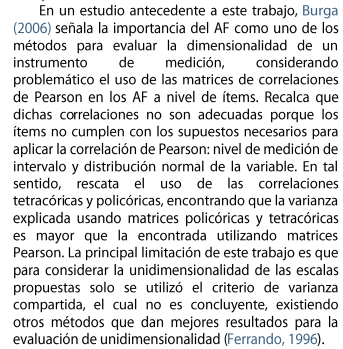 En un estudio antecedente a este trabajo, Burga
(2006) señala la importancia del AF como uno de los
métodos para evaluar la dimensionalidad de un
instrumento de medición, considerando
problemático el uso de las matrices de correlaciones
de Pearson en los AF a nivel de ítems. Recalca que
dichas correlaciones no son adecuadas porque los
ítems no cumplen con los supuestos necesarios para
aplicar la correlación de Pearson: nivel de medición de
intervalo y distribución normal de la variable. En tal
sentido, rescata el uso de las correlaciones
tetracóricas y policóricas, encontrando que la varianza
explicada usando matrices policóricas y tetracóricas
es mayor que la encontrada utilizando matrices
Pearson. La principal limitación de este trabajo es que
para considerar la unidimensionalidad de las escalas
propuestas solo se utilizó el criterio de varianza
compartida, el cual no es concluyente, existiendo
otros métodos que dan mejores resultados para la
evaluación de unidimensionalidad (Ferrando, 1996).